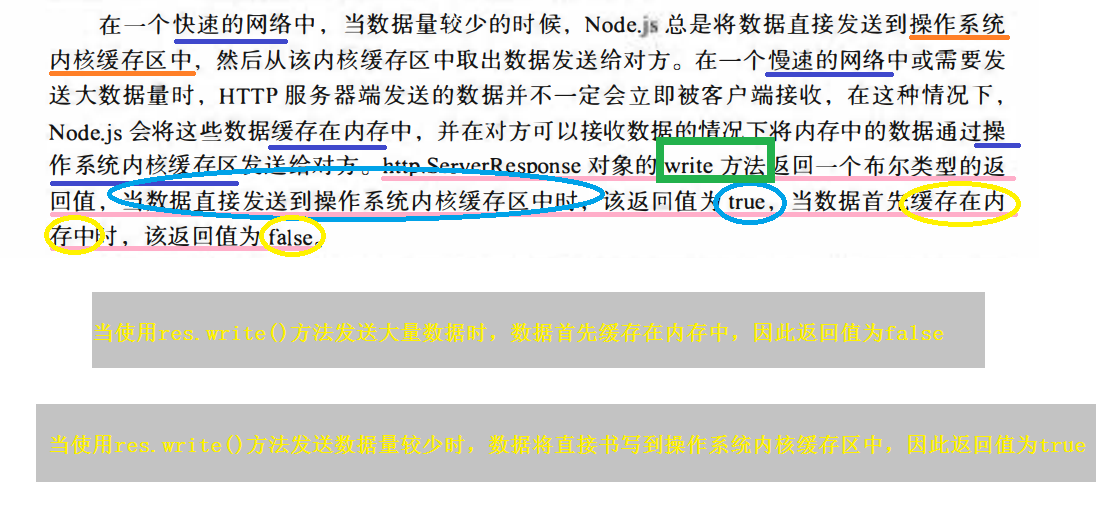 在一个快速的网络中，当数据量较少的时候，Node.js 总是将数据直接发送到操作系统
内核缓存区中，然后从该内核缓存区中取出数据发送给对方。在一个慢速的网络中或需要发
送大数据量时，HTTP 服务器端发送的数据并不一定会立即被客户端接收，在这种情况下，
Node.js 会将这些数据缓存在内存中，并在对方可以接收数据的情况下将内存中的数据通过操
作系统内核缓存区发送给对方。http.ServerResponse 对象的 write 方法返回一个布尔类型的返
回值，当数据直接发送到操作系统内核缓存区中时，该返回值为 true，当数据首先缓存在内
存中时，该返回值为 false。
当使用res.write()方法发送大量数据时，数据首先缓存在内存中，因此返回值为false
当使用res.write()方法发送数据量较少时，数据将直接书写到操作系统内核缓存区中，因此返回值为true